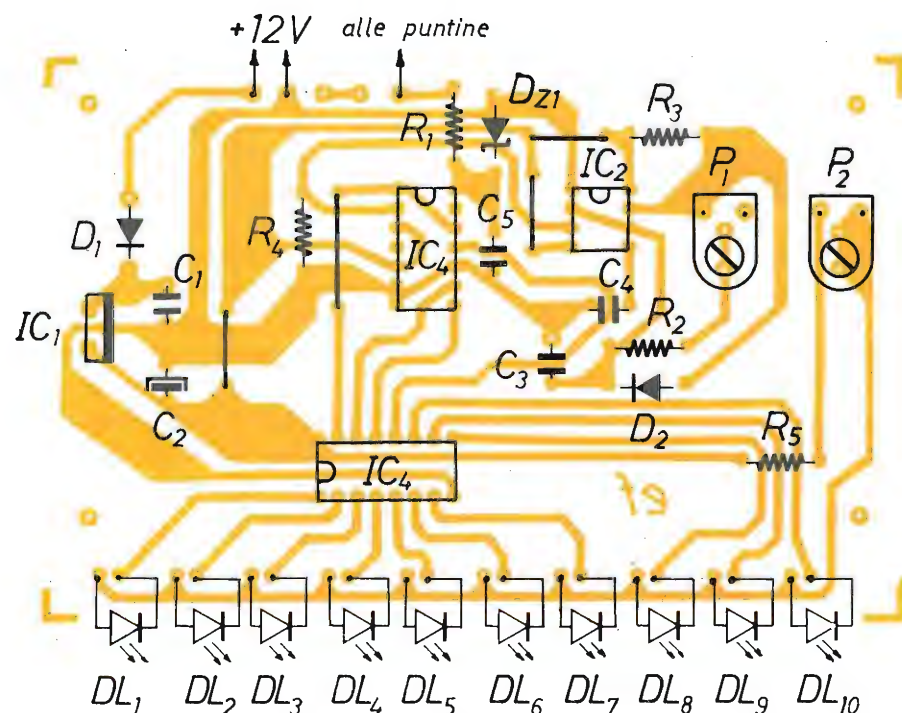 +12V alle puntine
R1 DZ1 R3
IC2 P1 P2
D1 R4 IC4 C5
C1 C4
IC1 R2
C3
C2 D2 R5
IC4
ef
DL1 DL2 DL3 DL4 DL5 DL6 DL7 DL8 DL9 DL10